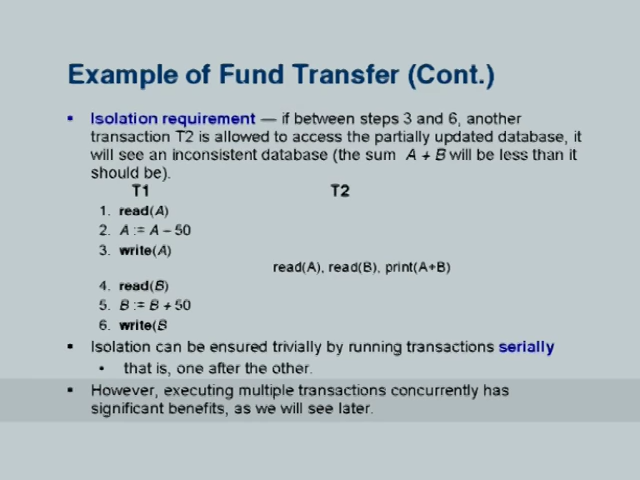 Example of Fund Transfer (Cont.)
▪ Isolation requirement — if between steps 3 and 6, another
transaction T2 is allowed to access the partially updated database, it
will see an inconsistent database (the sum A + B will be less than it
should be).
T1 T2
1. read(A)
2. A := A – 50
3. write(A)
read(A), read(B), print(A+B)
4. read(B)
5. B := B + 50
6. write(B
▪ Isolation can be ensured trivially by running transactions serially
• that is, one after the other.
▪ However, executing multiple transactions concurrently has
significant benefits, as we will see later.